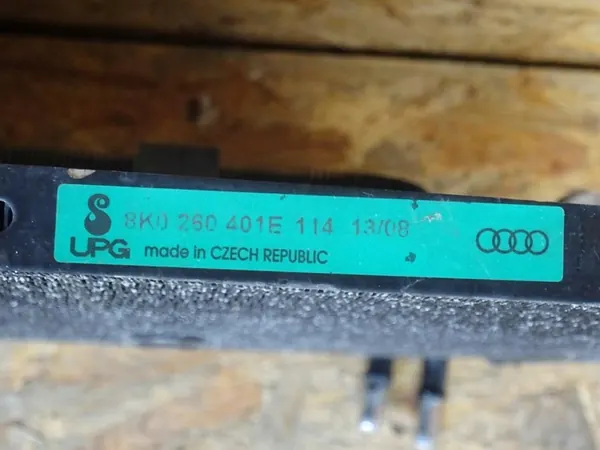 8K0 260 401E 114 13/08
UPG made in CZECH REPUBLIC